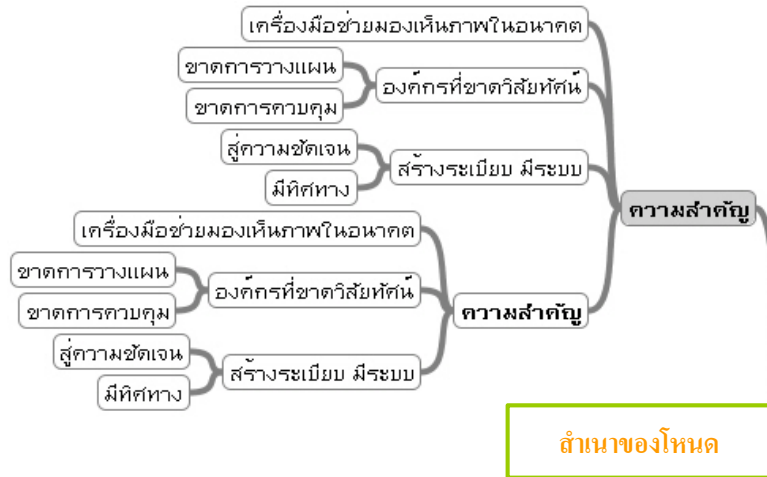 เครื่องมือช่วยมองเห็นภาพในอนาคต
ขาดการวางแผน
องค์กรที่ขาดวิสัยทัศน์
ขาดการควบคุม
สู่ความชัดเจน
สร้างระเบียบ มีระบบ
มีทิศทาง
ความสำคัญ
เครื่องมือช่วยมองเห็นภาพในอนาคต
ขาดการวางแผน
องค์กรที่ขาดวิสัยทัศน์
ขาดการควบคุม
ความสำคัญ
สู่ความชัดเจน
สร้างระเบียบ มีระบบ
มีทิศทาง
สำเนาของโหนด